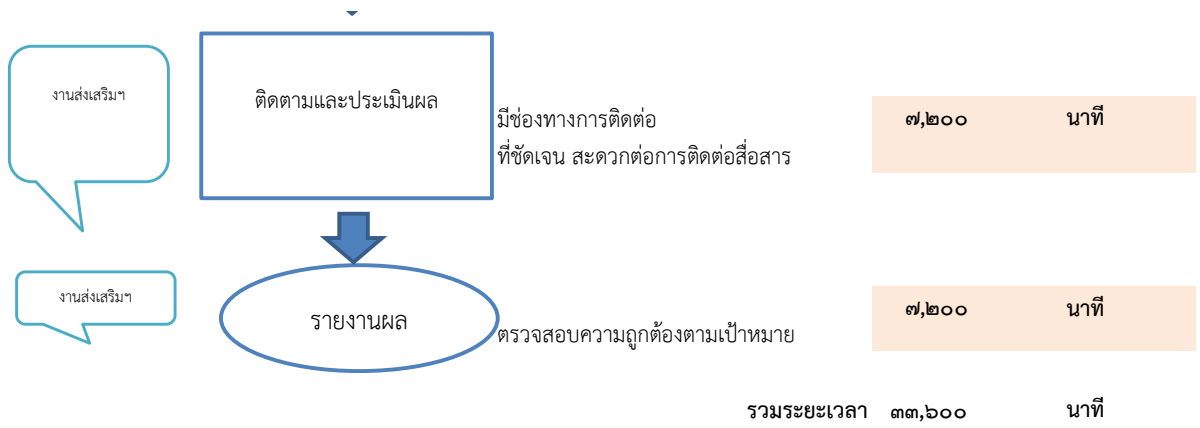 งานส่งเสริมฯ
ติดตามและประเมินผล
มีช่องทางการติดต่อ
ที่ชัดเจน สะดวกต่อการติดต่อสื่อสาร
๗,๒๐๐ นาที
งานส่งเสริมฯ
รายงานผล
ตรวจสอบความถูกต้องตามเป้าหมาย
๗,๒๐๐ นาที
รวมระยะเวลา ๓๓,๖๐๐ นาที